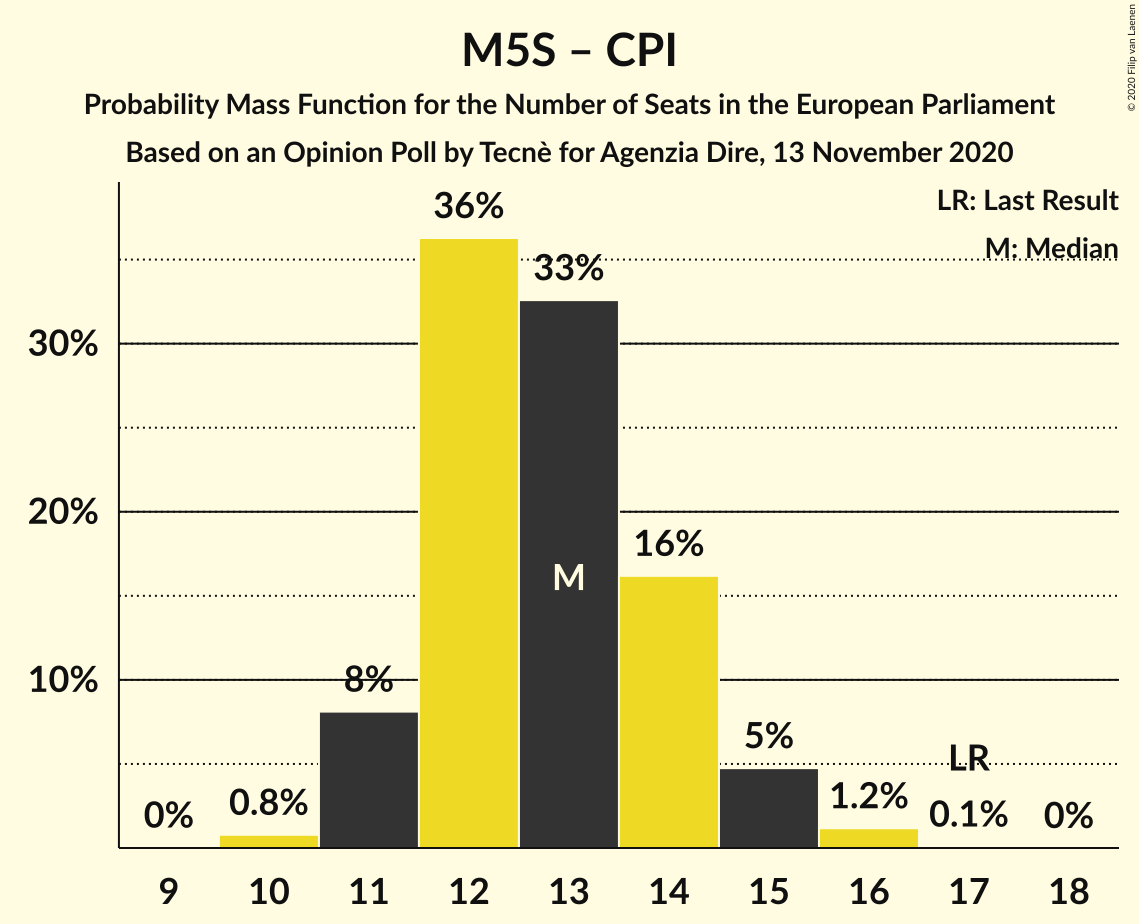 © 2020 Filip van Laenen
M5S – CPI
Probability Mass Function for the Number of Seats in the European Parliament
Based on an Opinion Poll by Tecnè for Agenzia Dire, 13 November 2020
LR: Last Result
M: Median
36%
33%
30%
20%
16%
M
10%
8%
5%
LR
0%
0.8%
1.2%
0.1%
0%
9 10 11 12 13 14 15 16 17 18